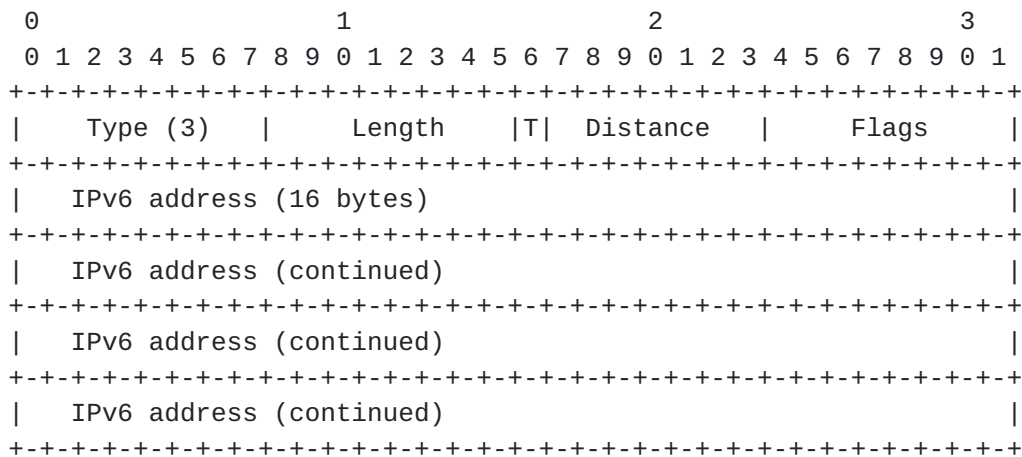 0                   1                   2                   3
 0 1 2 3 4 5 6 7 8 9 0 1 2 3 4 5 6 7 8 9 0 1 2 3 4 5 6 7 8 9 0 1
+-+-+-+-+-+-+-+-+-+-+-+-+-+-+-+-+-+-+-+-+-+-+-+-+-+-+-+-+-+-+-+-+
|    Type (3)   |     Length    |T|  Distance   |     Flags     |
+-+-+-+-+-+-+-+-+-+-+-+-+-+-+-+-+-+-+-+-+-+-+-+-+-+-+-+-+-+-+-+-+
|   IPv6 address (16 bytes)                                     |
+-+-+-+-+-+-+-+-+-+-+-+-+-+-+-+-+-+-+-+-+-+-+-+-+-+-+-+-+-+-+-+-+
|   IPv6 address (continued)                                    |
+-+-+-+-+-+-+-+-+-+-+-+-+-+-+-+-+-+-+-+-+-+-+-+-+-+-+-+-+-+-+-+-+
|   IPv6 address (continued)                                    |
+-+-+-+-+-+-+-+-+-+-+-+-+-+-+-+-+-+-+-+-+-+-+-+-+-+-+-+-+-+-+-+-+
|   IPv6 address (continued)                                    |
+-+-+-+-+-+-+-+-+-+-+-+-+-+-+-+-+-+-+-+-+-+-+-+-+-+-+-+-+-+-+-+-+